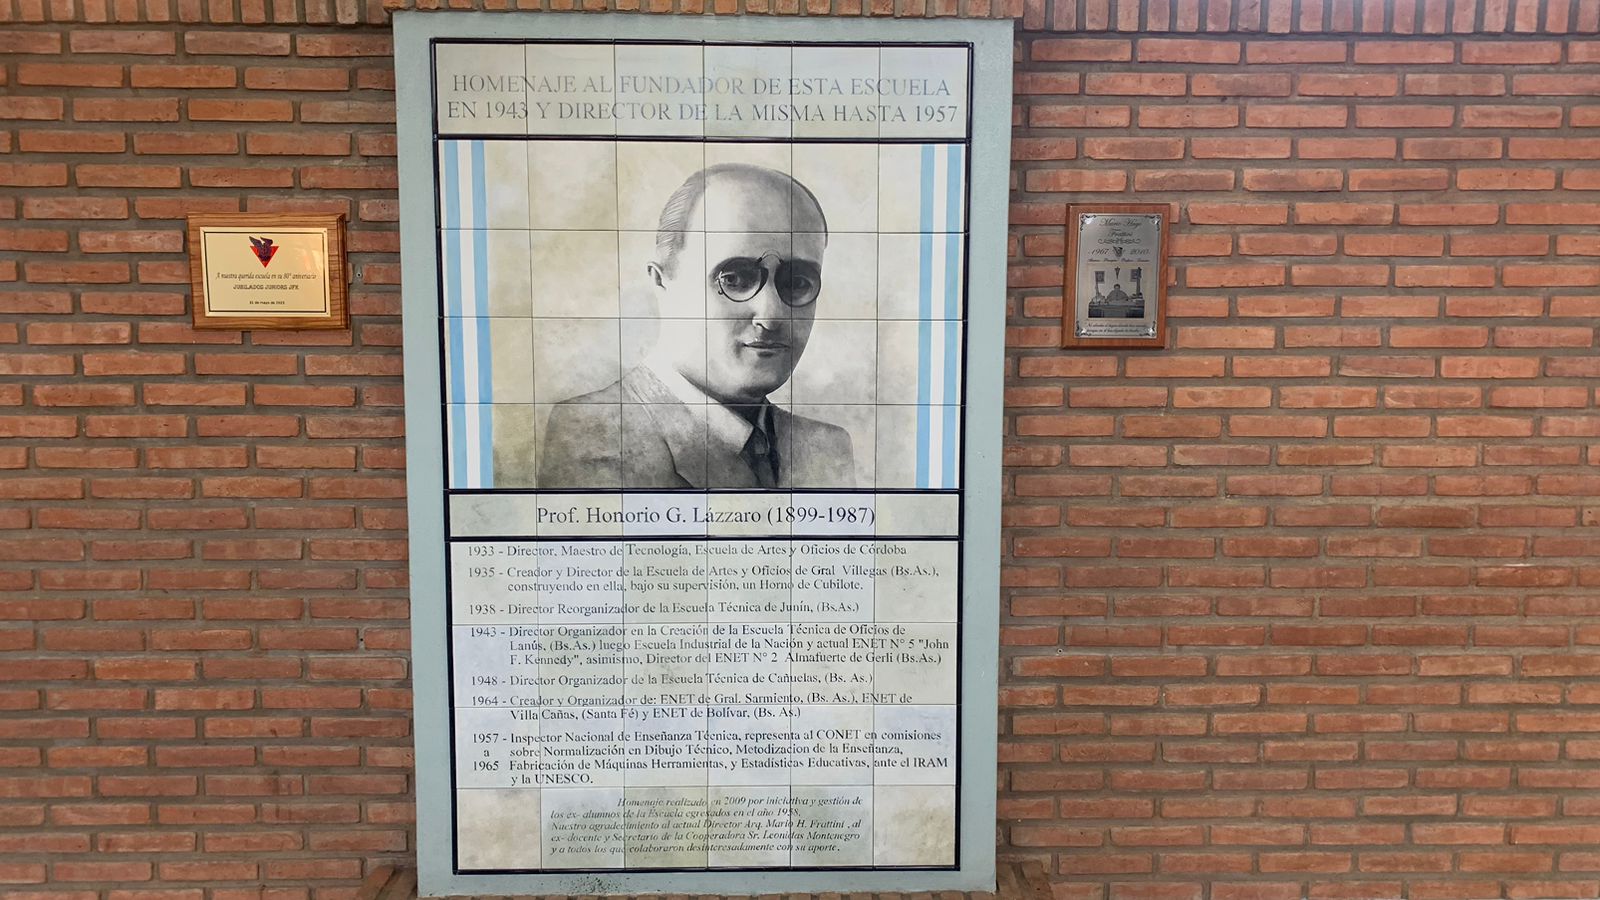 HOMENAJE AL FUNDADOR DE ESTA ESCUELA
EN 1943 Y DIRECTOR DE LA MISMA HASTA 1957
A nuestra querida escuela en su 80° aniversario
JUBILADOS JUNIORS JFK
31 de mayo de 2023
Mario Hugo
Frattini
1967 2010
Prof. Honorio G. Lázzaro (1899-1987)
1933 - Director, Maestro de Tecnología, Escuela de Artes y Oficios de Córdoba
1935 - Creador y Director de la Escuela de Artes y Oficios de Gral Villegas (Bs.As.),
construyendo en ella, bajo su supervisión, un Horno de Cubilote.
1938 - Director Reorganizador de la Escuela Técnica de Junín, (Bs.As.)
1943 - Director Organizador en la Creación de la Escuela Técnica de Oficios de
Lanús, (Bs.As.) luego Escuela Industrial de la Nación y actual ENET N° 5 "John
F. Kennedy", asimismo, Director del ENET N° 2 Almafuerte de Gerli (Bs.As.)
1948 - Director Organizador de la Escuela Técnica de Cañuelas, (Bs. As.)
1964 - Creador y Organizador de: ENET de Gral. Sarmiento, (Bs. As.), ENET de
Villa Cañas, (Santa Fé) y ENET de Bolívar, (Bs. As.)
1957 - Inspector Nacional de Enseñanza Técnica, representa al CONET en comisiones
a sobre Normalización en Dibujo Técnico, Metodizacion de la Enseñanza,
1965 Fabricación de Máquinas Herramientas, y Estadísticas Educativas, ante el IRAM
y la UNESCO.
Homenaje realizado en 2009 por iniciativa y gestión de
los ex- alumnos de la Escuela egresados en el año 1958.
Nuestro agradecimiento al actual Director Arq. Mario H. Frattini , al
ex- docente y Secretario de la Cooperadora Sr. Leonidas Montenegro
y a todos los que colaboraron desinteresadamente con su aporte.